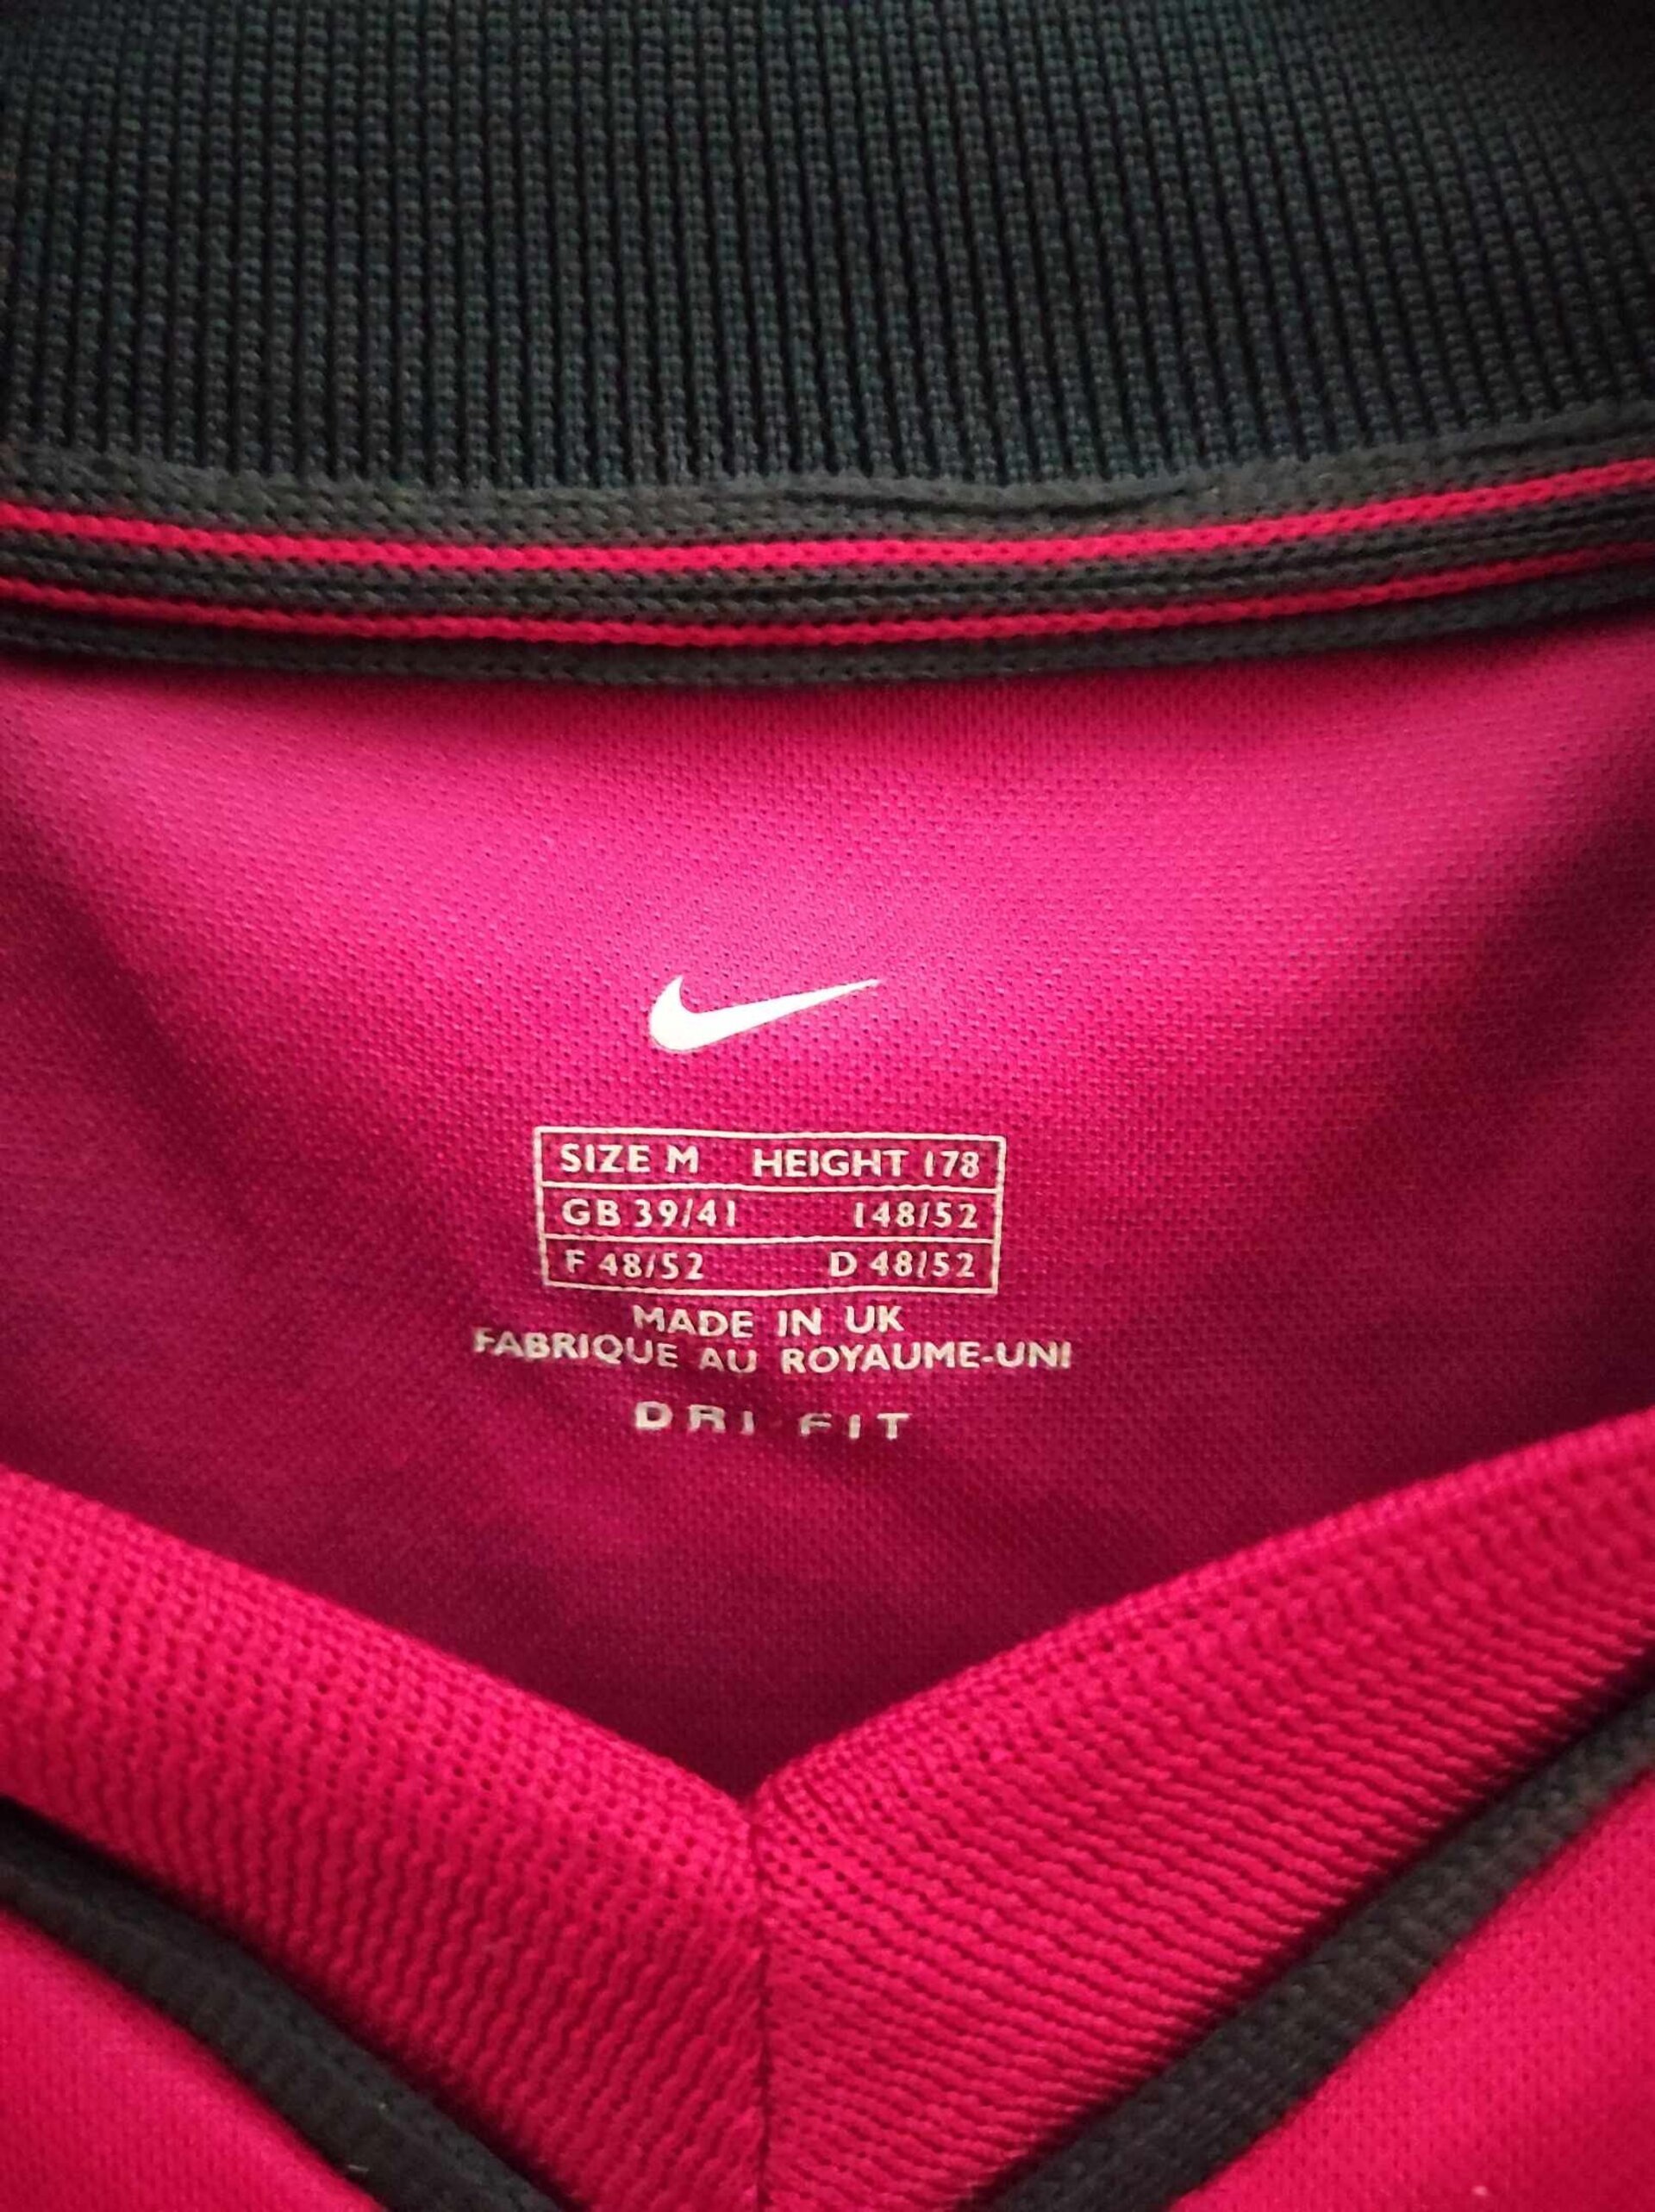 SIZE M HEIGHT 178
GB 39/41 148/52
F 48/52 D 48/52
MADE IN UK
FABRIQUE AU ROYAUME-UNI
DRI FIT